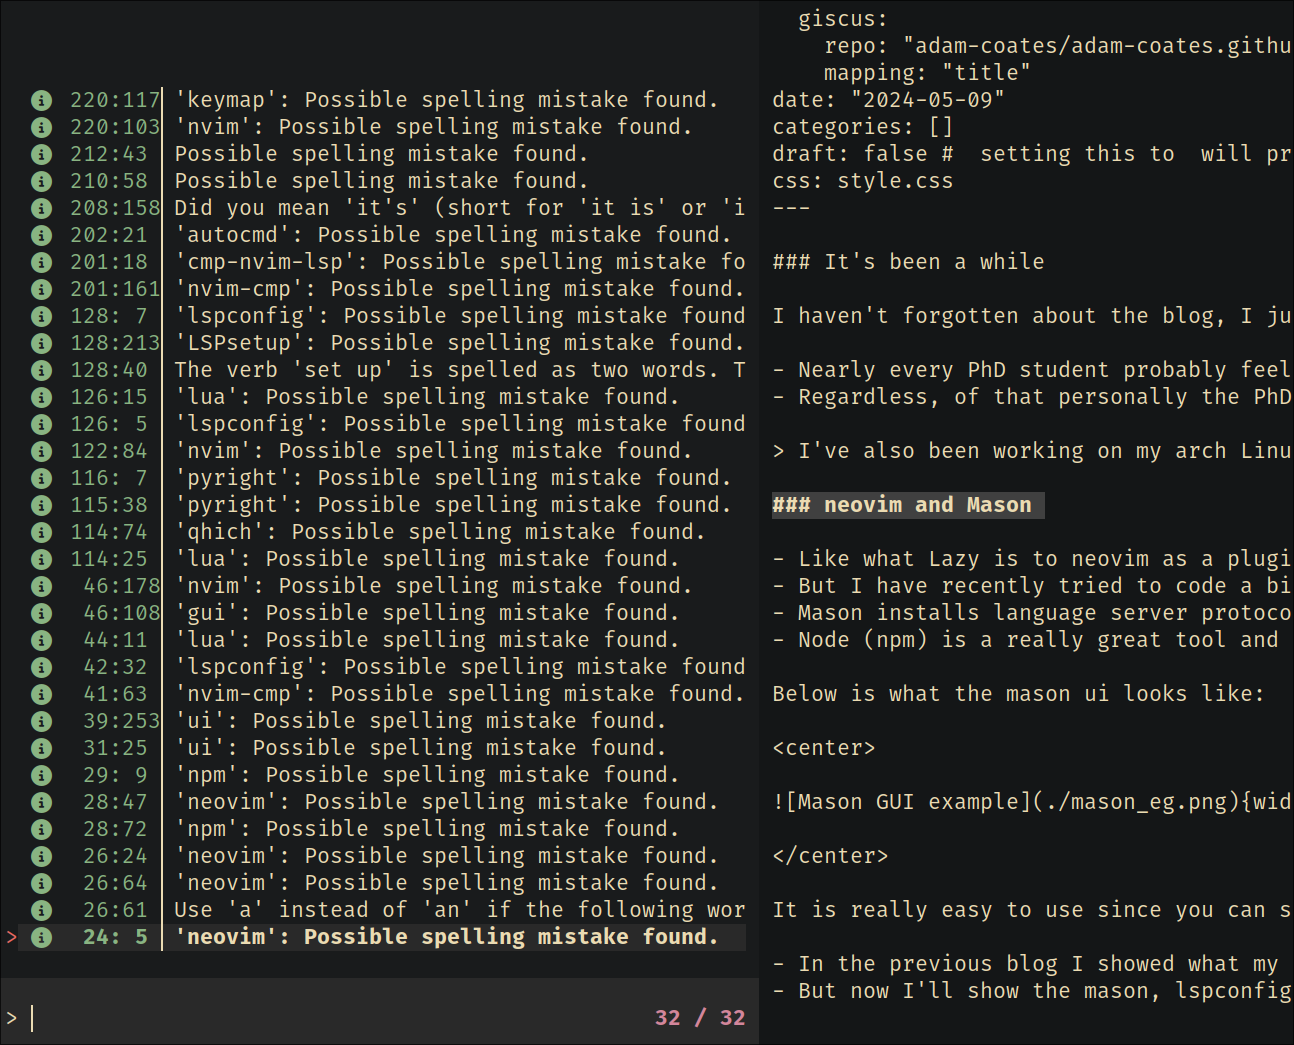 220:117 'keymap': Possible spelling mistake found.
220:103 'nvim': Possible spelling mistake found.
212:43 Possible spelling mistake found.
210:58 Possible spelling mistake found.
208:158 Did you mean 'it's' (short for 'it is' or 'i
202:21 'autocmd': Possible spelling mistake found.
201:18 'cmp-nvim-lsp': Possible spelling mistake fo
201:161 'nvim-cmp': Possible spelling mistake found.
128: 7 'lspconfig': Possible spelling mistake found
128:213 'LSPsetup': Possible spelling mistake found.
128:40 The verb 'set up' is spelled as two words. T
126:15 'lua': Possible spelling mistake found.
126: 5 'lspconfig': Possible spelling mistake found
122:84 'nvim': Possible spelling mistake found.
116: 7 'pyright': Possible spelling mistake found.
115:38 'pyright': Possible spelling mistake found.
114:74 'qhich': Possible spelling mistake found.
114:25 'lua': Possible spelling mistake found.
46:178 'nvim': Possible spelling mistake found.
46:108 'gui': Possible spelling mistake found.
44:11 'lua': Possible spelling mistake found.
42:32 'lspconfig': Possible spelling mistake found
41:63 'nvim-cmp': Possible spelling mistake found.
39:253 'ui': Possible spelling mistake found.
31:25 'ui': Possible spelling mistake found.
29: 9 'npm': Possible spelling mistake found.
28:47 'neovim': Possible spelling mistake found.
28:72 'npm': Possible spelling mistake found.
26:24 'neovim': Possible spelling mistake found.
26:64 'neovim': Possible spelling mistake found.
26:61 Use 'a' instead of 'an' if the following wor
> 24: 5 'neovim': Possible spelling mistake found.
> 32 / 32
giscus:
repo: "adam-coates/adam-coates.githu
mapping: "title"
date: "2024-05-09"
categories: []
draft: false #  setting this to  will pr
css: style.css
---
### It's been a while
I haven't forgotten about the blog, I ju
- Nearly every PhD student probably feel
- Regardless, of that personally the PhD
> I've also been working on my arch Linu
### neovim and Mason
- Like what Lazy is to neovim as a plugi
- But I have recently tried to code a bi
- Mason installs language server protoco
- Node (npm) is a really great tool and
Below is what the mason ui looks like:
<center>
![Mason GUI example](./mason_eg.png){wid
</center>
It is really easy to use since you can s
- In the previous blog I showed what my
- But now I'll show the mason, lspconfig